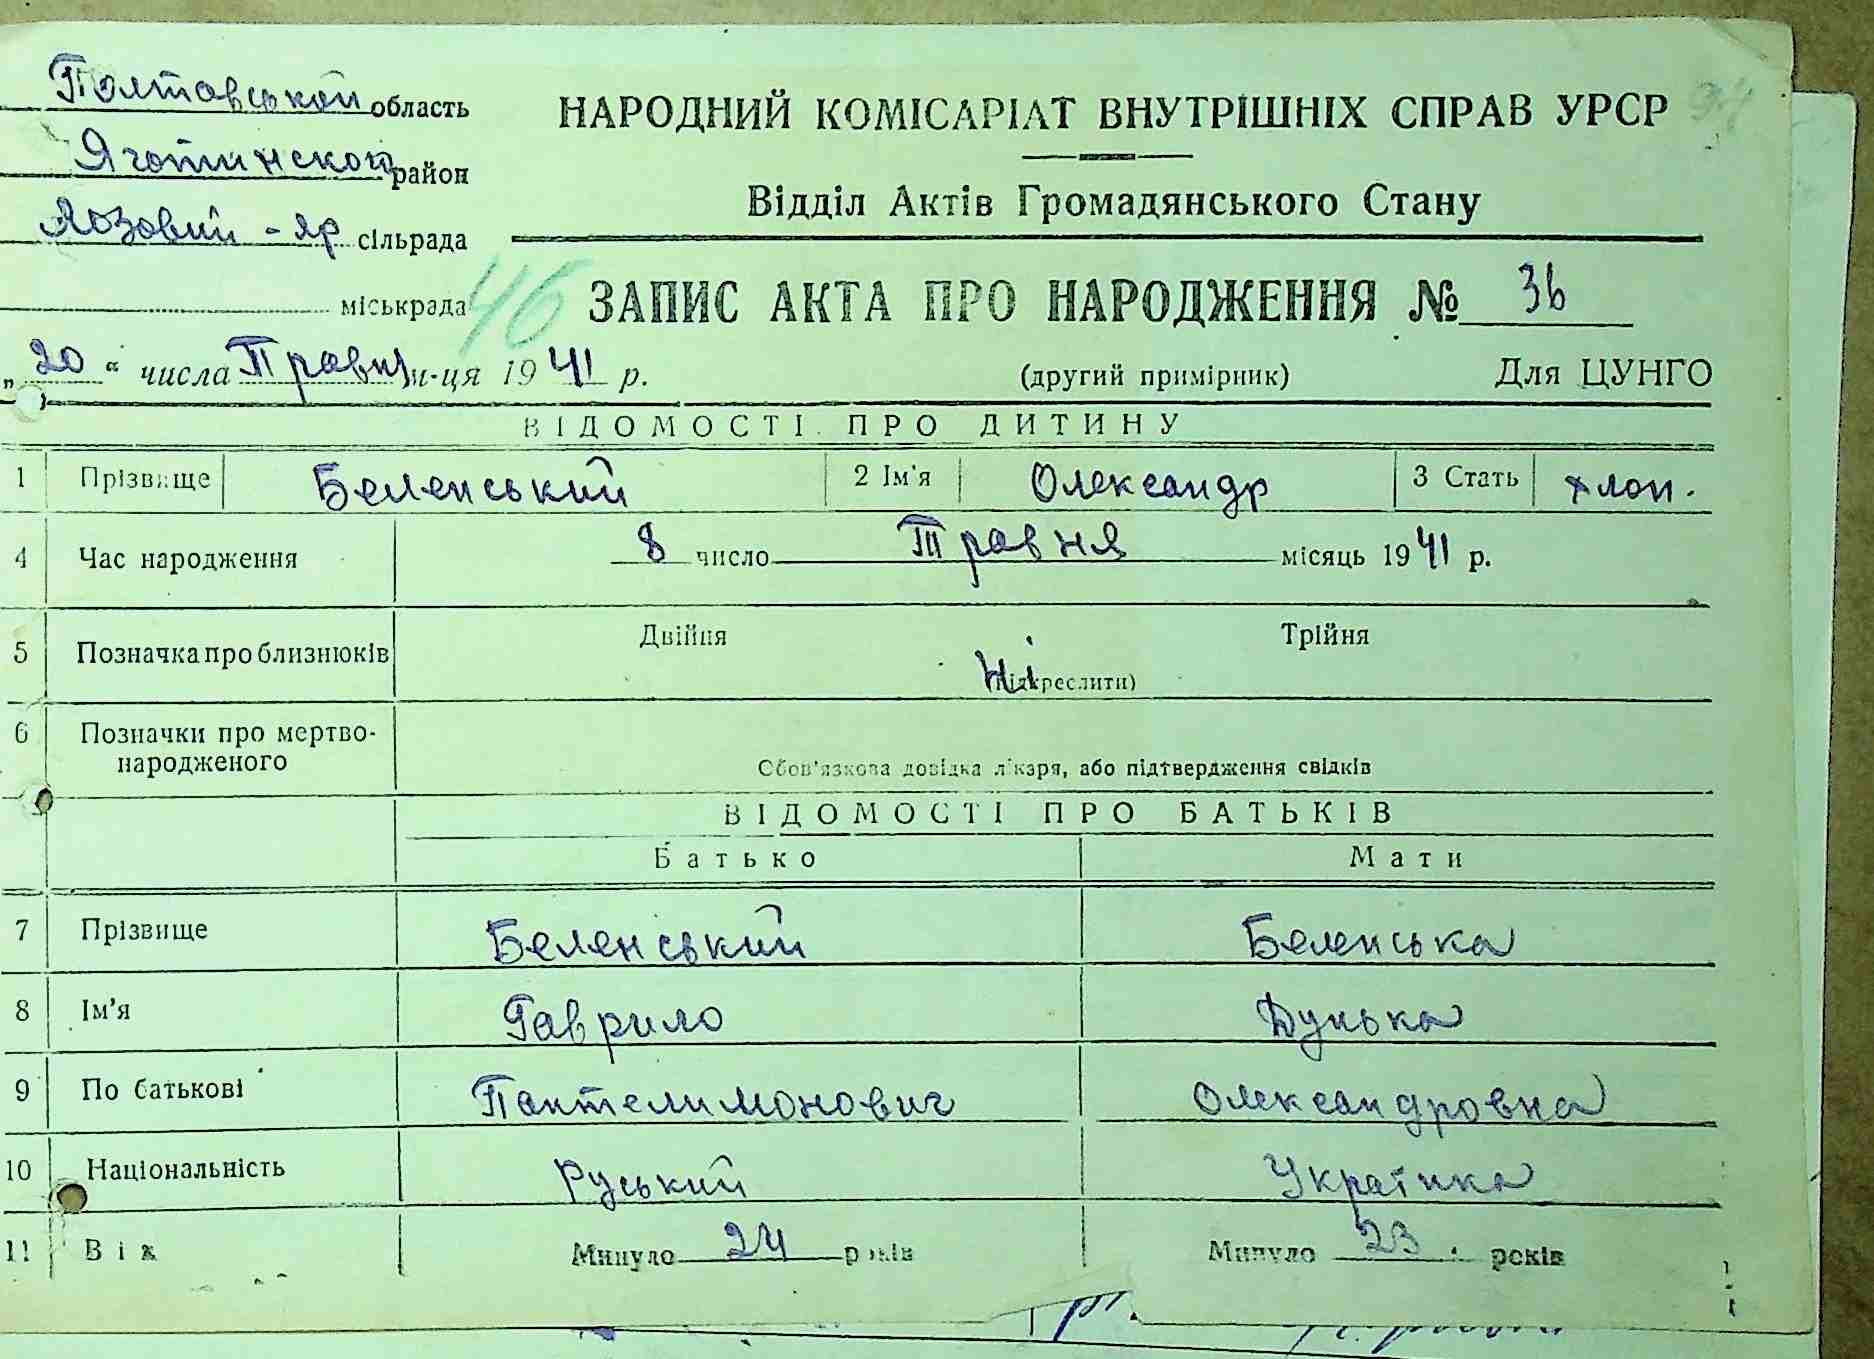 Полтавськой область
Яготинской район
Лозовий - яр сільрада
міськрада
46
94
НАРОДНИЙ КОМІСАРІАТ ВНУТРІШНІХ СПРАВ УРСР
Відділ Актів Громадянського Стану
ЗАПИС АКТА ПРО НАРОДЖЕННЯ № 36
„ 20 " числа Травня м-ця 1941 р. (другий примірник) Для ЦУНГО
ВІДОМОСТІ ПРО ДИТИНУ
1 Прізвище Беленський 2 Ім'я Олександр 3 Стать хлоп.
4 Час народження 8 число Травня місяць 1941 р.
5 Позначка про близнюків Двійня Трійня
Ні
(підкреслити)
6 Позначки про мертво-
народженого
Обов'язкова довідка лікаря, або підтвердження свідків
ВІДОМОСТІ ПРО БАТЬКІВ
Батько Мати
7 Прізвище Беленський Беленська
8 Ім'я Гаврило Дунька
9 По батькові Пантелимонович Олександровна
10 Національність Руський Українка
11 Вік Минуло 24 років Минуло 23 років